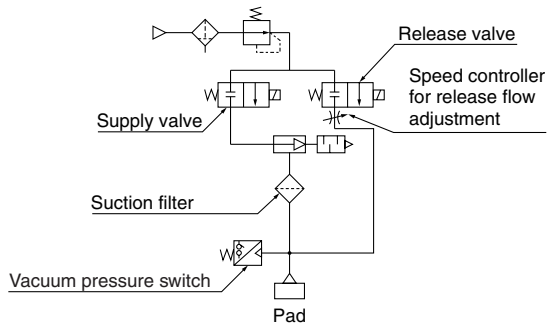 Release valve
Speed controller
for release flow
adjustment
Supply valve
Suction filter
Vacuum pressure switch
Pad